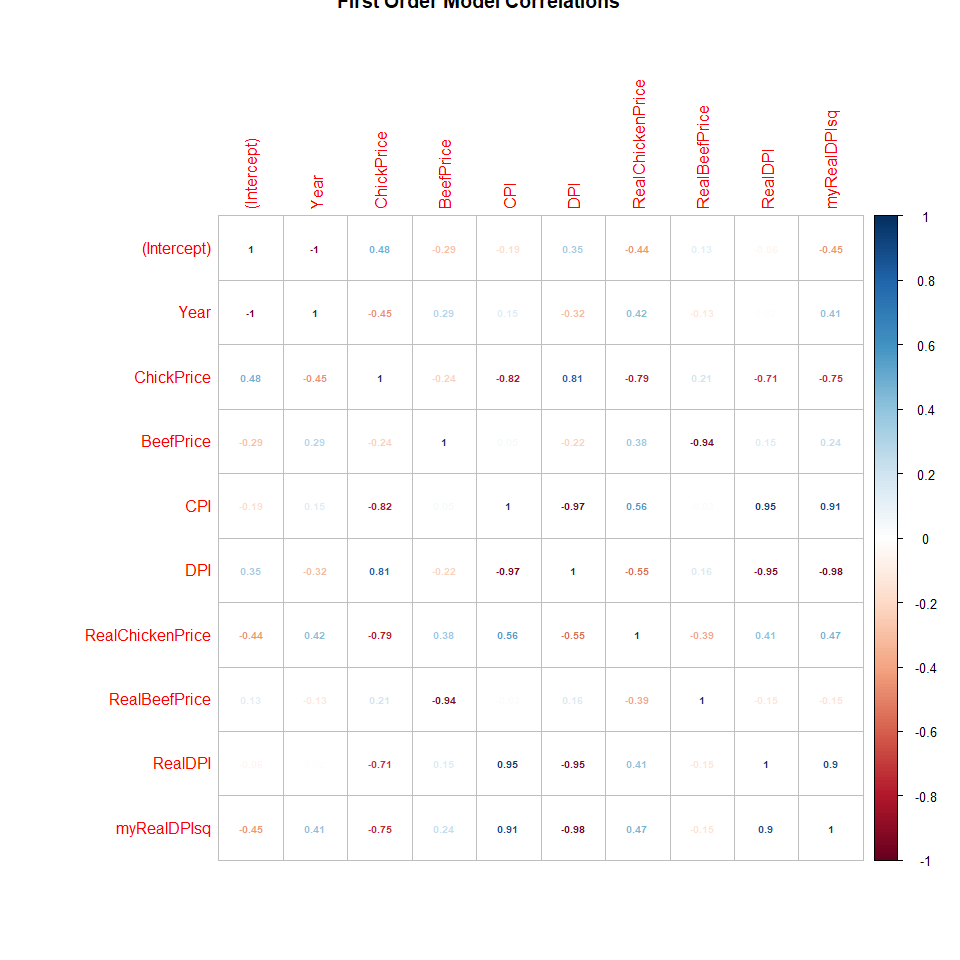 First Order Model Correlations
(Intercept) Year ChickPrice BeefPrice CPI DPI RealChickenPrice RealBeefPrice RealDPI myRealDPIsq
(Intercept) 1 -1 0.48 -0.29 -0.19 0.35 -0.44 0.13 -0.45
Year -1 1 -0.45 0.29 0.15 -0.32 0.42 -0.13 0.41
ChickPrice 0.48 -0.45 1 -0.24 -0.82 0.81 -0.79 0.21 -0.71 -0.75
BeefPrice -0.29 0.29 -0.24 1 -0.22 0.38 -0.94 0.15 0.24
CPI -0.19 0.15 -0.82 1 -0.97 0.56 0.95 0.91
DPI 0.35 -0.32 0.81 -0.22 -0.97 1 -0.55 0.16 -0.95 -0.98
RealChickenPrice -0.44 0.42 -0.79 0.38 0.56 -0.55 1 -0.39 0.41 0.47
RealBeefPrice 0.13 -0.13 0.21 -0.94 0.16 -0.39 1 -0.15 -0.15
RealDPI -0.71 0.15 0.95 -0.95 0.41 -0.15 1 0.9
myRealDPIsq -0.45 0.41 -0.75 0.24 0.91 -0.98 0.47 -0.15 0.9 1
1
0.8
0.6
0.4
0.2
0
-0.2
-0.4
-0.6
-0.8
-1